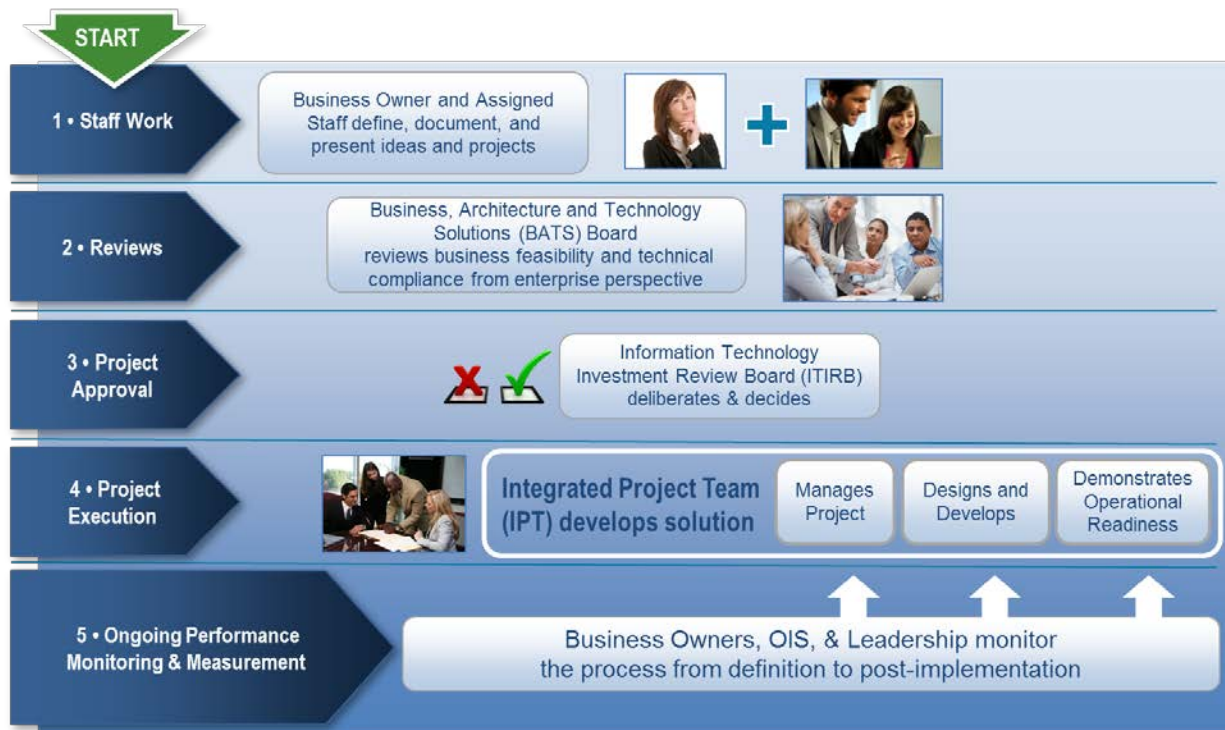 START
1 • Staff Work
Business Owner and Assigned
Staff define, document, and
present ideas and projects
2 • Reviews
Business, Architecture and Technology
Solutions (BATS) Board
reviews business feasibility and technical
compliance from enterprise perspective
3 • Project
Approval
Information Technology
Investment Review Board (ITIRB)
deliberates & decides
4 • Project
Execution
Integrated Project Team
(IPT) develops solution
Manages
Project
Designs and
Develops
Demonstrates
Operational
Readiness
5 • Ongoing Performance
Monitoring & Measurement
Business Owners, OIS, & Leadership monitor
the process from definition to post-implementation